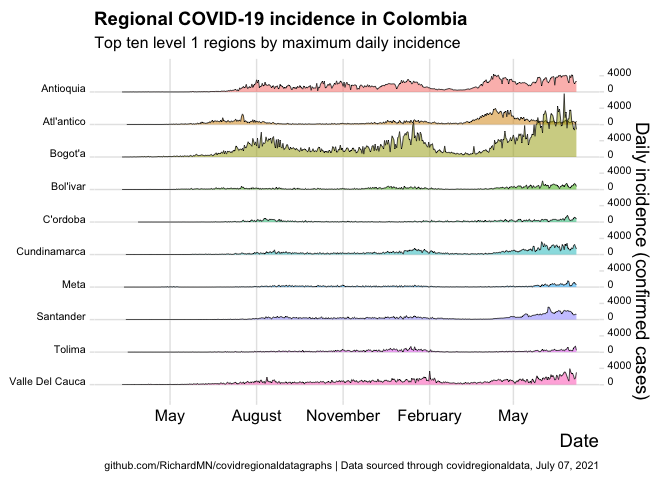 Regional COVID-19 incidence in Colombia
Top ten level 1 regions by maximum daily incidence
Antioquia
4000
0
Atl'antico
4000
0
Bogot'a
4000
0
Bol'ivar
4000
0
C'ordoba
4000
0
Cundinamarca
4000
0
Meta
4000
0
Santander
4000
0
Tolima
4000
0
Valle Del Cauca
4000
0
Daily incidence (confirmed cases)
May August November February May
Date
github.com/RichardMN/covidregionaldatagraphs | Data sourced through covidregionaldata, July 07, 2021